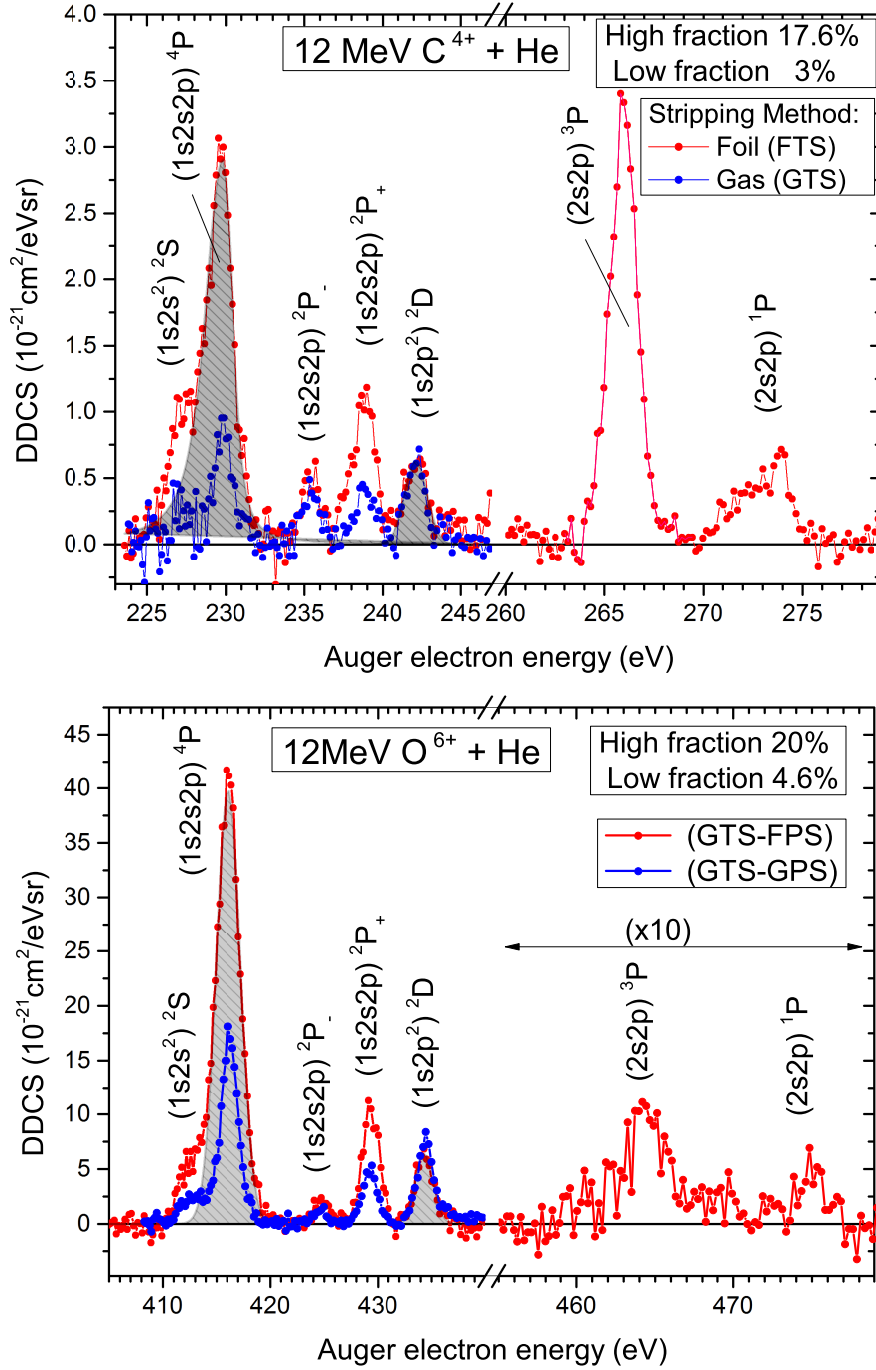 12 MeV C⁴⁺ + He
High fraction 17.6%
Low fraction 3%
Stripping Method:
Foil (FTS)
Gas (GTS)
(1s2s²) ²S
(1s2s2p) ⁴P
(1s2s2p) ²P₋
(1s2s2p) ²P₊
(1s2p²) ²D
(2s2p) ³P
(2s2p) ¹P
DDCS (10⁻²¹cm²/eVsr)
4.0
3.5
3.0
2.5
2.0
1.5
1.0
0.5
0.0
225 230 235 240 245 260 265 270 275
Auger electron energy (eV)
12MeV O⁶⁺ + He
High fraction 20%
Low fraction 4.6%
(GTS-FPS)
(GTS-GPS)
(x10)
(1s2s²) ²S
(1s2s2p) ⁴P
(1s2s2p) ²P₋
(1s2s2p) ²P₊
(1s2p²) ²D
(2s2p) ³P
(2s2p) ¹P
DDCS (10⁻²¹cm²/eVsr)
45
40
35
30
25
20
15
10
5
0
410 420 430 460 470
Auger electron energy (eV)